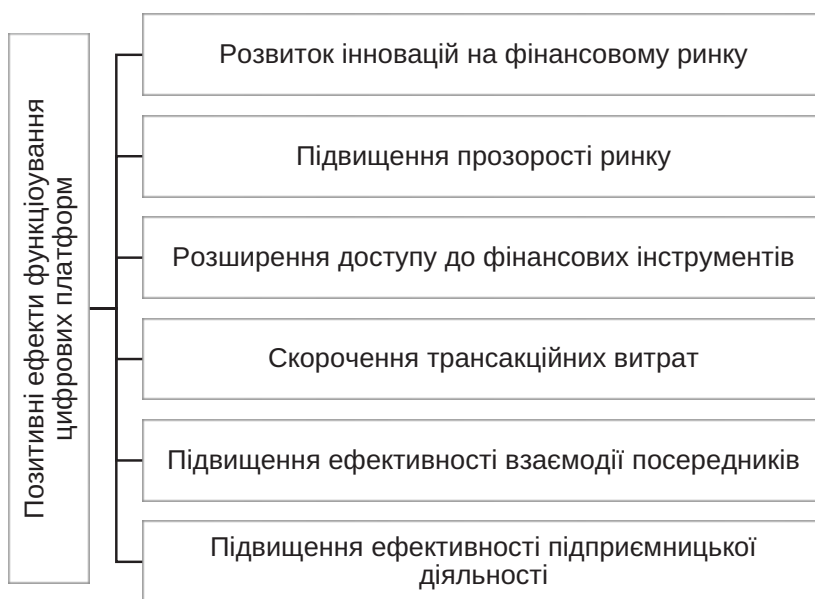 Позитивні ефекти функціоування
цифрових платформ
Розвиток інновацій на фінансовому ринку
Підвищення прозорості ринку
Розширення доступу до фінансових інструментів
Скорочення трансакційних витрат
Підвищення ефективності взаємодії посередників
Підвищення ефективності підприємницької
діяльності